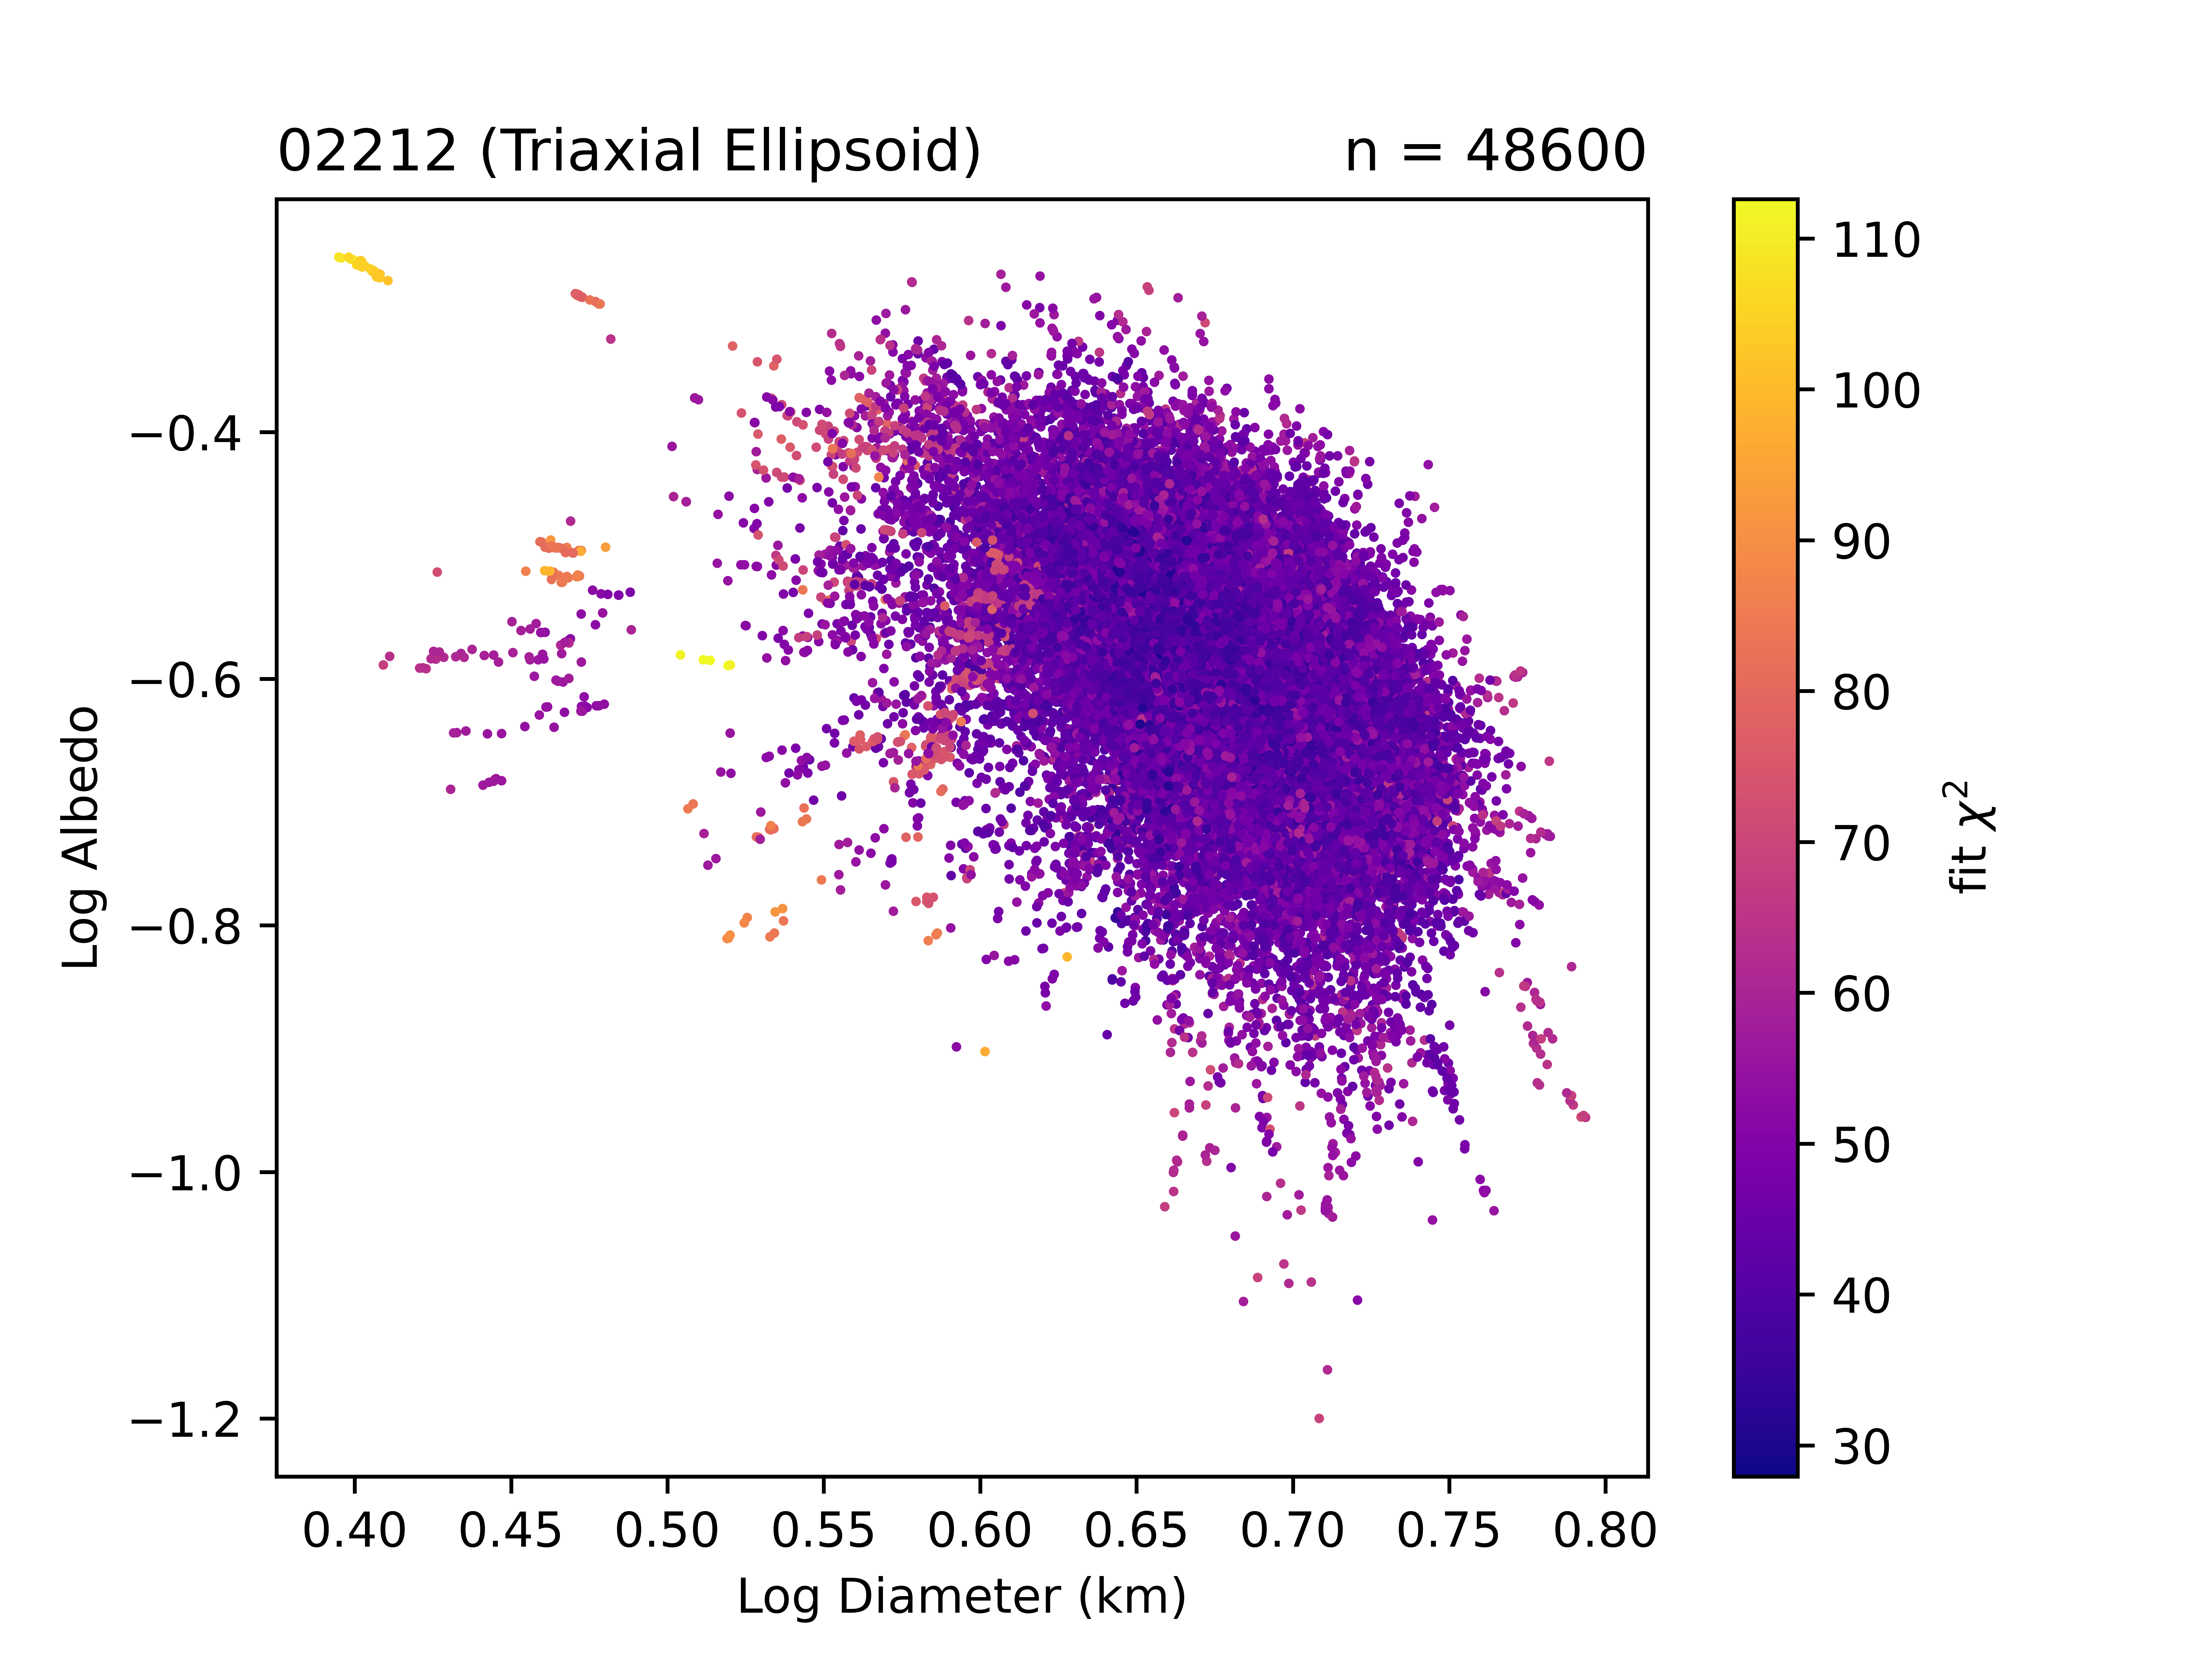 02212 (Triaxial Ellipsoid) n = 48600
110
100
90
80
70
60
50
40
30
fit χ²
−0.4
−0.6
−0.8
−1.0
−1.2
Log Albedo
0.40 0.45 0.50 0.55 0.60 0.65 0.70 0.75 0.80
Log Diameter (km)